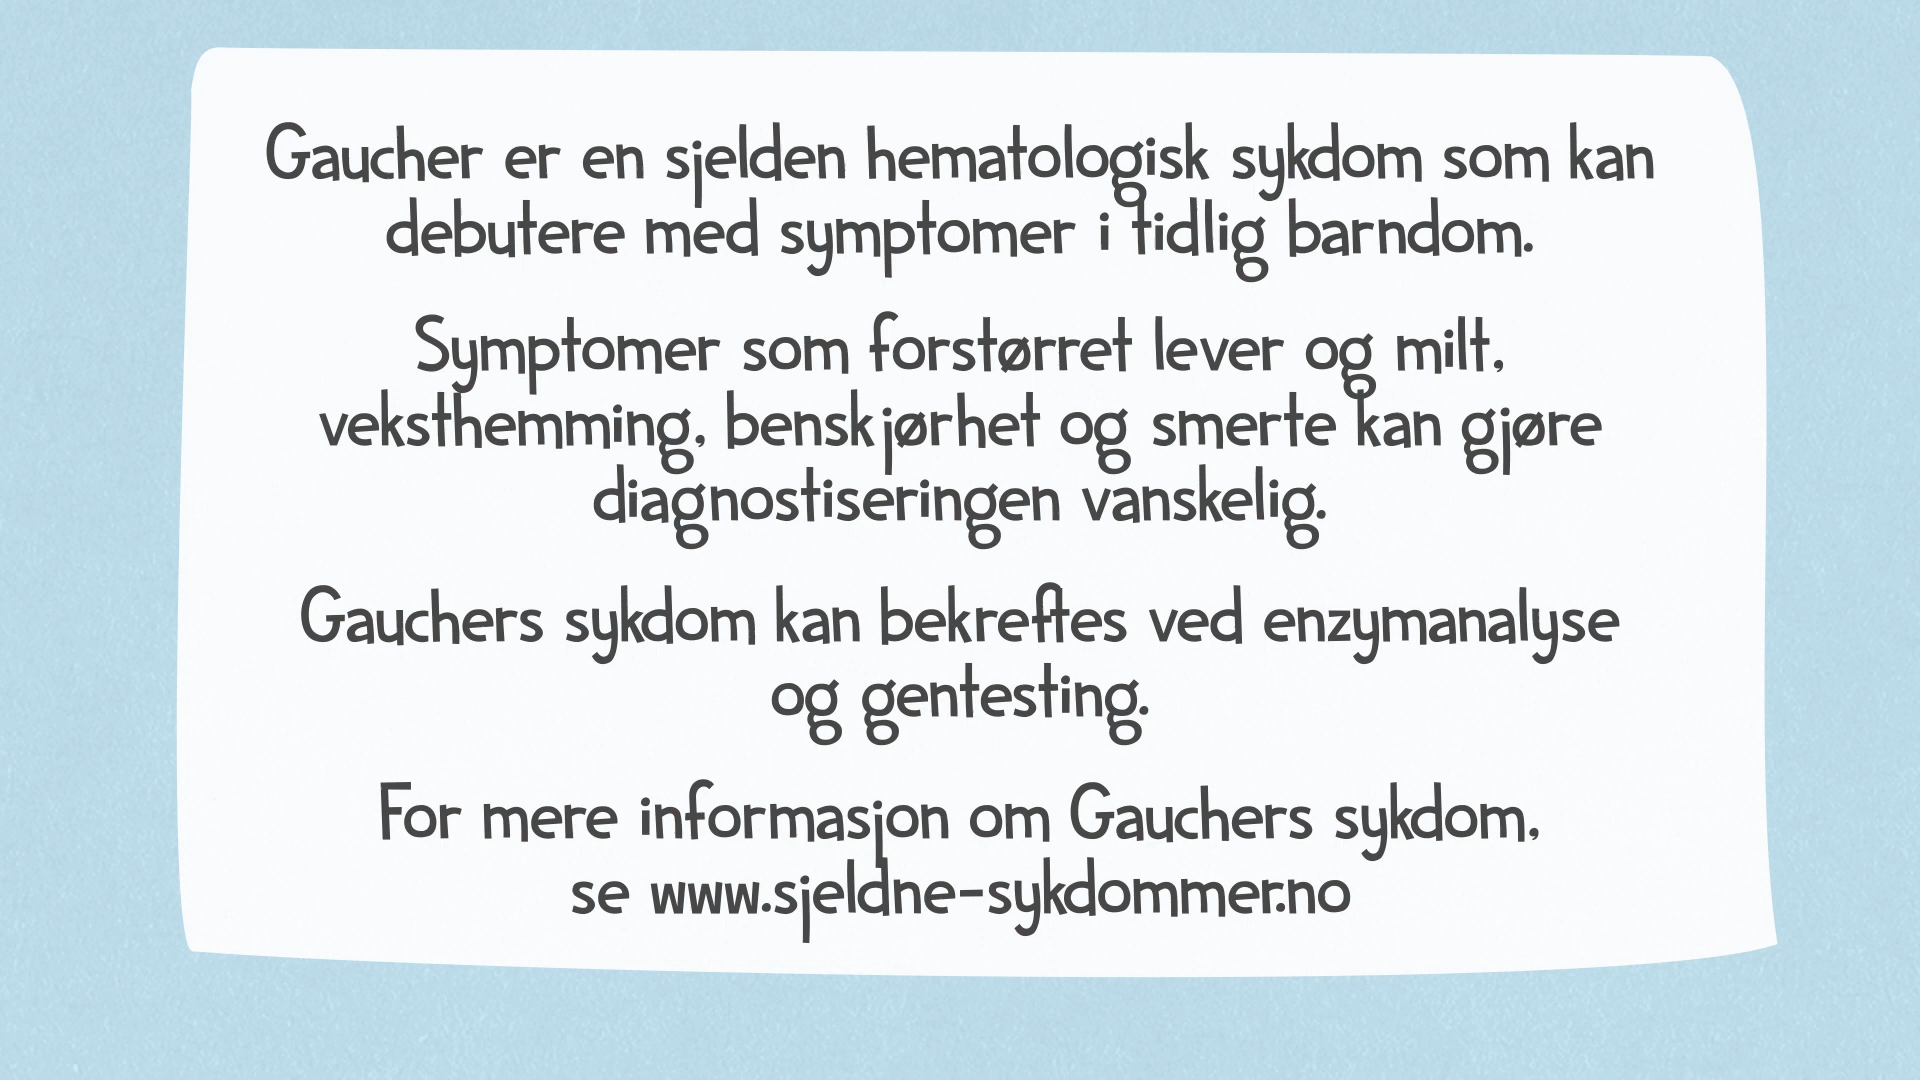 Gaucher er en sjelden hematologisk sykdom som kan
debutere med symptomer i tidlig barndom.
Symptomer som forstørret lever og milt,
veksthemming, benskjørhet og smerte kan gjøre
diagnostiseringen vanskelig.
Gauchers sykdom kan bekreftes ved enzymanalyse
og gentesting.
For mere informasjon om Gauchers sykdom,
se www.sjeldne-sykdommer.no